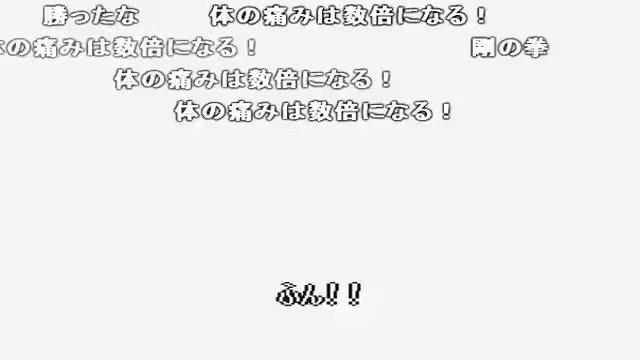 勝ったな 体の痛みは数倍になる！
体の痛みは数倍になる！ 剛の拳
体の痛みは数倍になる！
体の痛みは数倍になる！
ふん！！